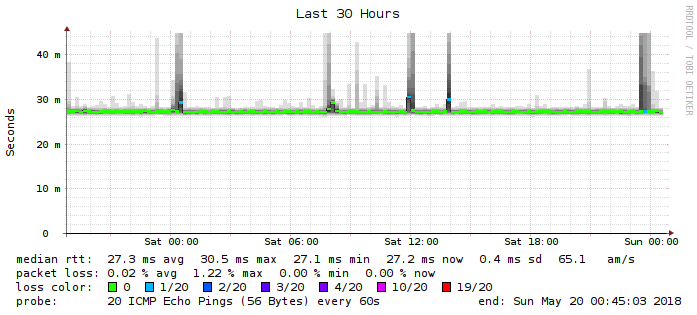 Last 30 Hours
RRDTOOL / TOBI OETIKER
Seconds
40 m
30 m
20 m
10 m
0
Sat 00:00 Sat 06:00 Sat 12:00 Sat 18:00 Sun 00:00
median rtt: 27.3 ms avg 30.5 ms max 27.1 ms min 27.2 ms now 0.4 ms sd 65.1 am/s
packet loss: 0.02 % avg 1.22 % max 0.00 % min 0.00 % now
loss color: 0 1/20 2/20 3/20 4/20 10/20 19/20
probe: 20 ICMP Echo Pings (56 Bytes) every 60s end: Sun May 20 00:45:03 2018